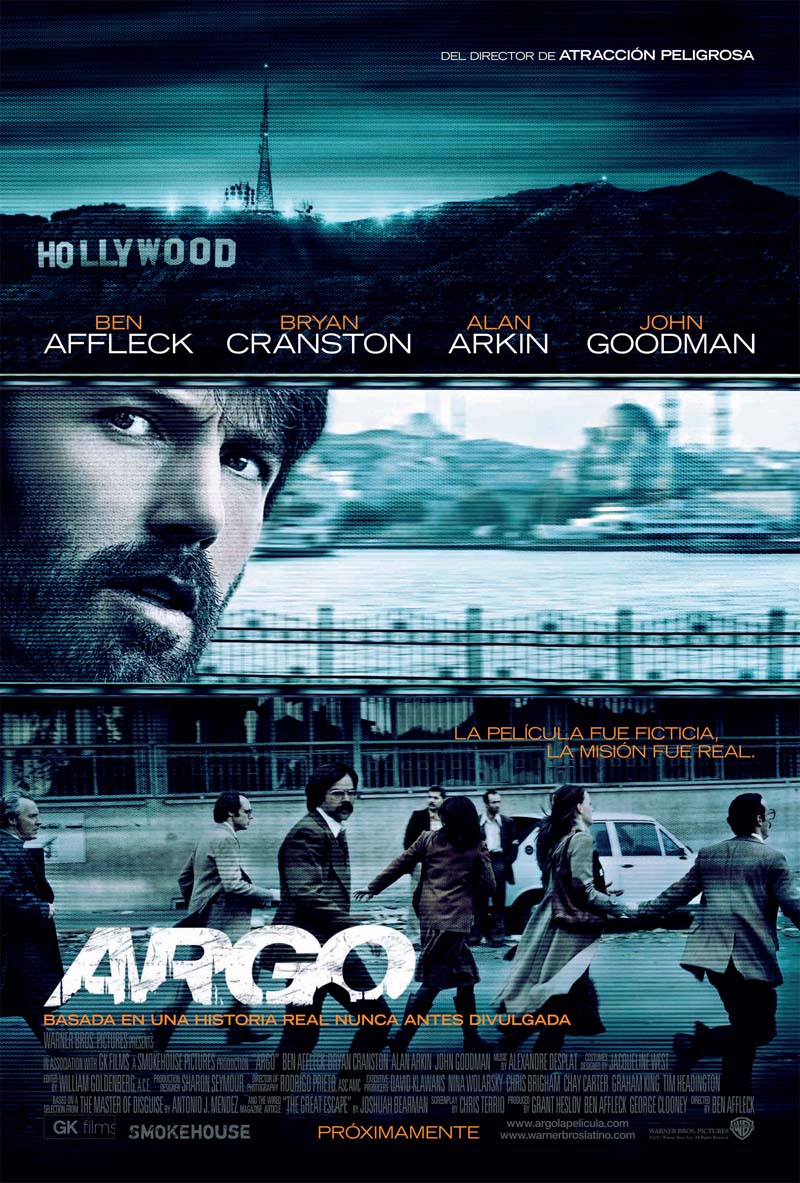 DEL DIRECTOR DE ATRACCIÓN PELIGROSA
HOLLYWOOD
BEN AFFLECK BRYAN CRANSTON ALAN ARKIN JOHN GOODMAN
LA PELÍCULA FUE FICTICIA,
LA MISIÓN FUE REAL.
ARGO
BASADA EN UNA HISTORIA REAL NUNCA ANTES DIVULGADA
WARNER BROS. PICTURES PRESENTS
IN ASSOCIATION WITH GK FILMS A SMOKEHOUSE PICTURES PRODUCTION "ARGO" BEN AFFLECK BRYAN CRANSTON ALAN ARKIN JOHN GOODMAN MUSIC BY ALEXANDRE DESPLAT COSTUMES DESIGNED BY JACQUELINE WEST
EDITED BY WILLIAM GOLDENBERG, A.C.E. PRODUCTION DESIGNER SHARON SEYMOUR DIRECTOR OF PHOTOGRAPHY RODRIGO PRIETO ASC AMC EXECUTIVE PRODUCERS DAVID KLAWANS NINA WOLARSKY CHRIS BRIGHAM CHAY CARTER GRAHAM KING TIM HEADINGTON
BASED ON A SELECTION FROM THE MASTER OF DISGUISE BY ANTONIO J. MENDEZ AND THE WIRED MAGAZINE ARTICLE "THE GREAT ESCAPE" BY JOSHUAH BEARMAN SCREENPLAY BY CHRIS TERRIO PRODUCED BY GRANT HESLOV BEN AFFLECK GEORGE CLOONEY DIRECTED BY BEN AFFLECK
GK films SMOKEHOUSE PRÓXIMAMENTE
www.argolapelicula.com
www.warnerbroslatino.com
WARNER BROS. PICTURES
WB